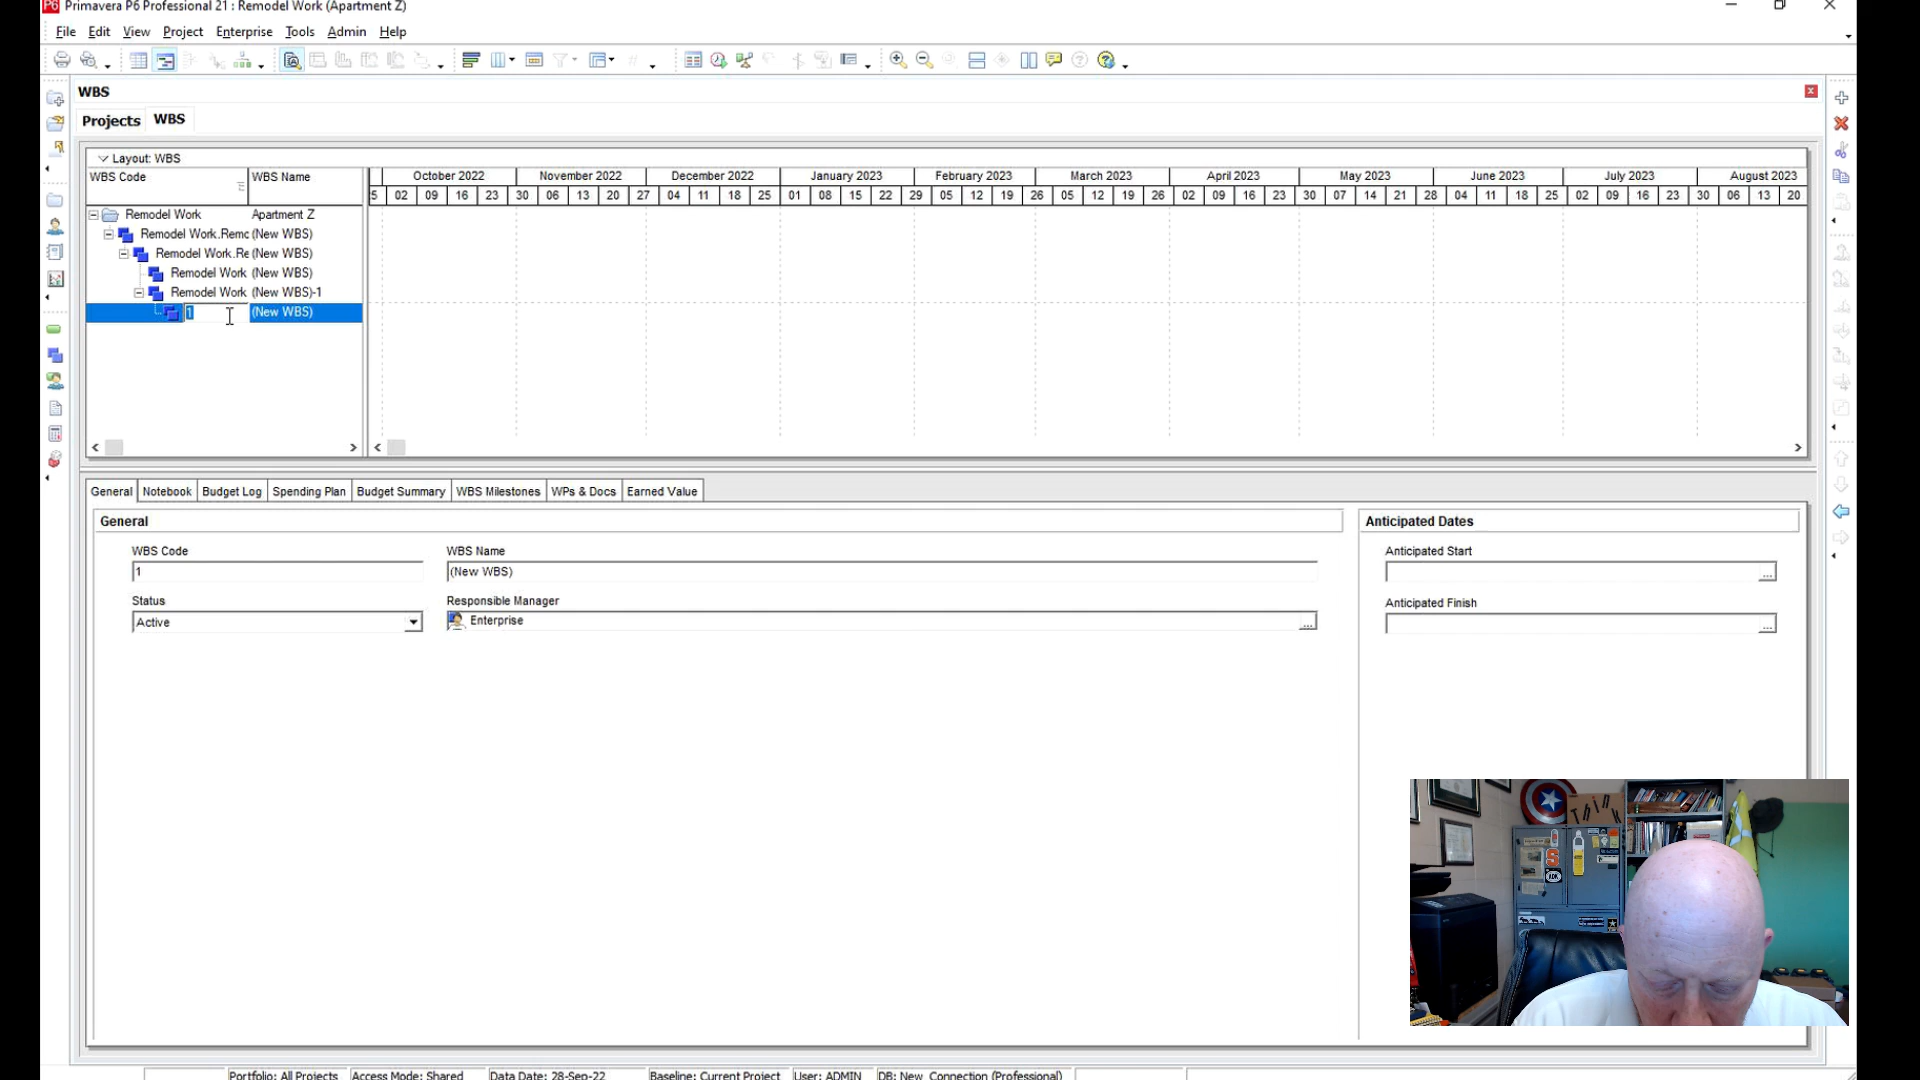 P6 Primavera P6 Professional 21 : Remodel Work (Apartment Z)
File Edit View Project Enterprise Tools Admin Help
WBS
Projects WBS
Layout: WBS
WBS Code WBS Name
October 2022 November 2022 December 2022 January 2023 February 2023 March 2023 April 2023 May 2023 June 2023 July 2023 August 2023
5 02 09 16 23 30 06 13 20 27 04 11 18 25 01 08 15 22 29 05 12 19 26 05 12 19 26 02 09 16 23 30 07 14 21 28 04 11 18 25 02 09 16 23 30 06 13 20
Remodel Work Apartment Z
Remodel Work.Remo (New WBS)
Remodel Work.Re (New WBS)
Remodel Work (New WBS)
Remodel Work (New WBS)-1
1 (New WBS)
General Notebook Budget Log Spending Plan Budget Summary WBS Milestones WPs & Docs Earned Value
General Anticipated Dates
WBS Code WBS Name Anticipated Start
1 (New WBS)
Status Responsible Manager Anticipated Finish
Active Enterprise
Think
S
ADK
Portfolio: All Projects Access Mode: Shared Data Date: 28-Sep-22 Baseline: Current Project User: ADMIN DB: New_Connection (Professional)